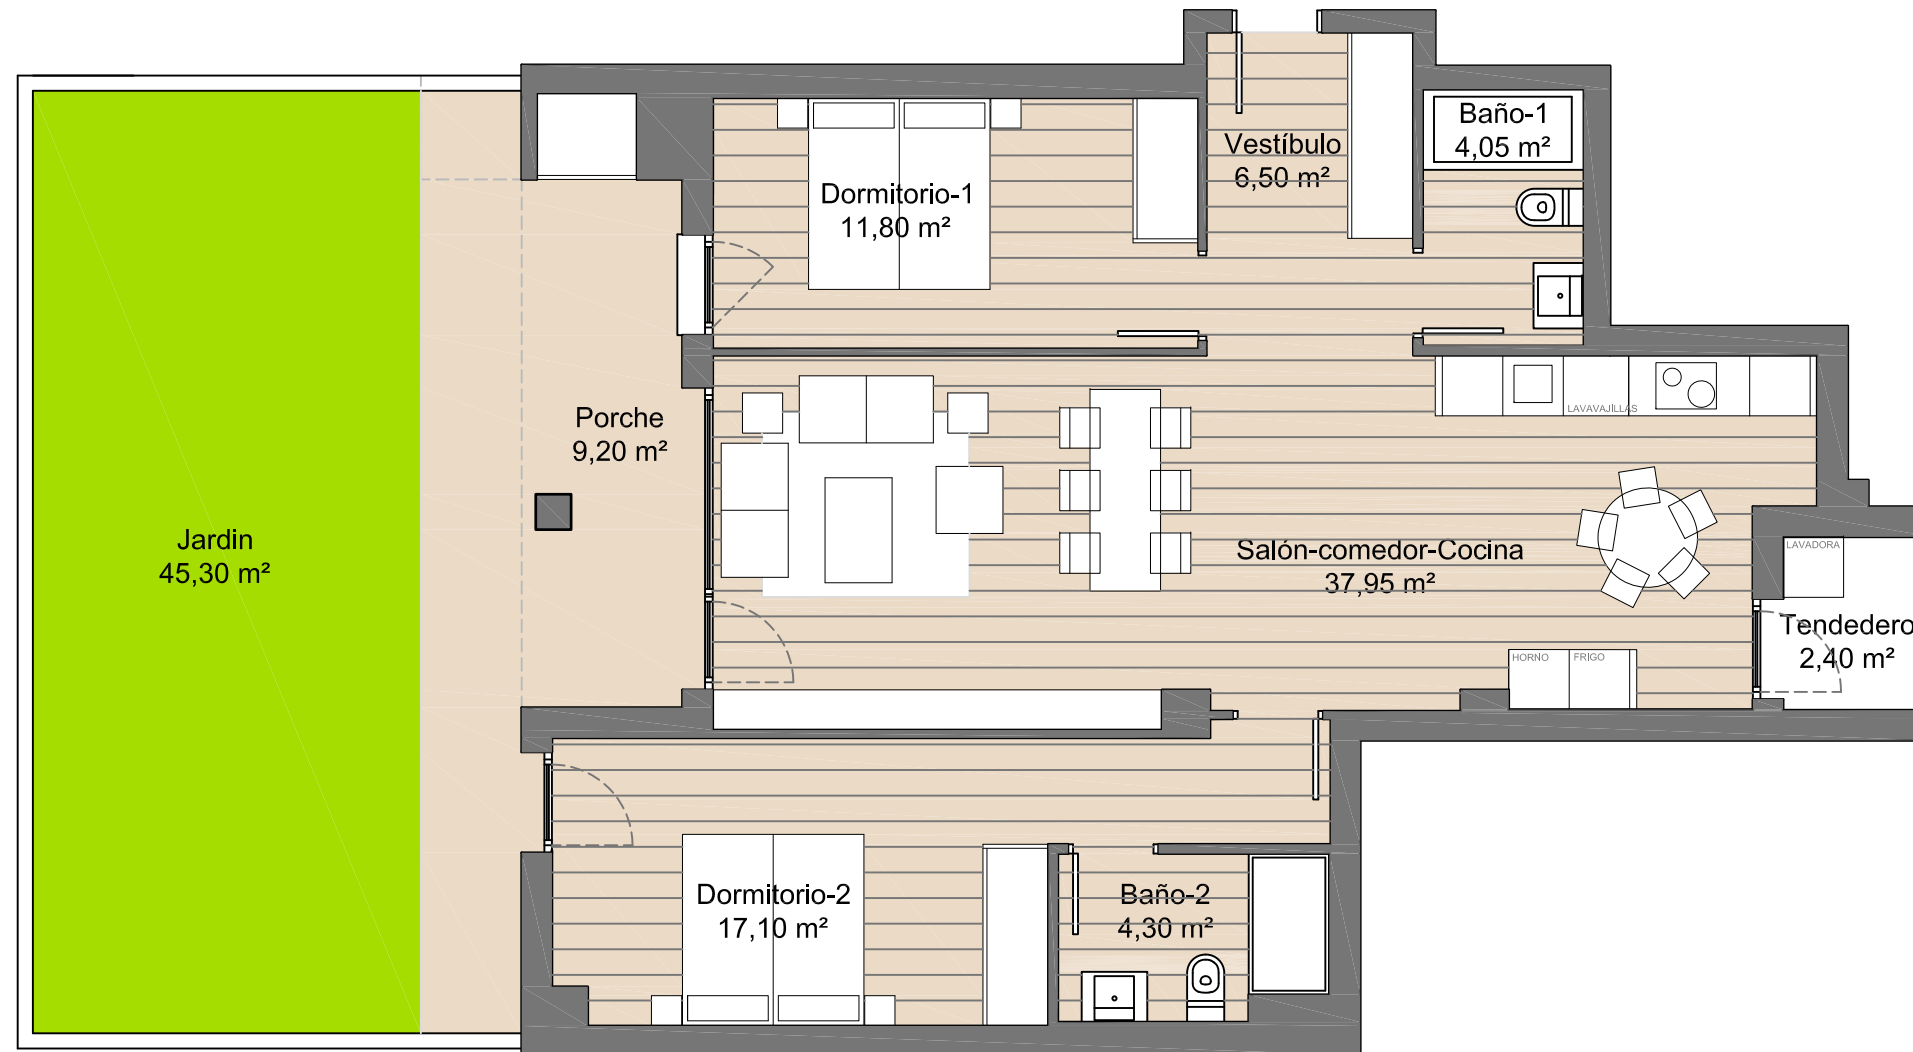 Baño-1
4,05 m²
Vestíbulo
6,50 m²
Dormitorio-1
11,80 m²
LAVAVAJILLAS
Porche
9,20 m²
Jardin
45,30 m²
Salón-comedor-Cocina
37,95 m²
LAVADORA
Tendedero
2,40 m²
HORNO
FRIGO
Dormitorio-2
17,10 m²
Baño-2
4,30 m²